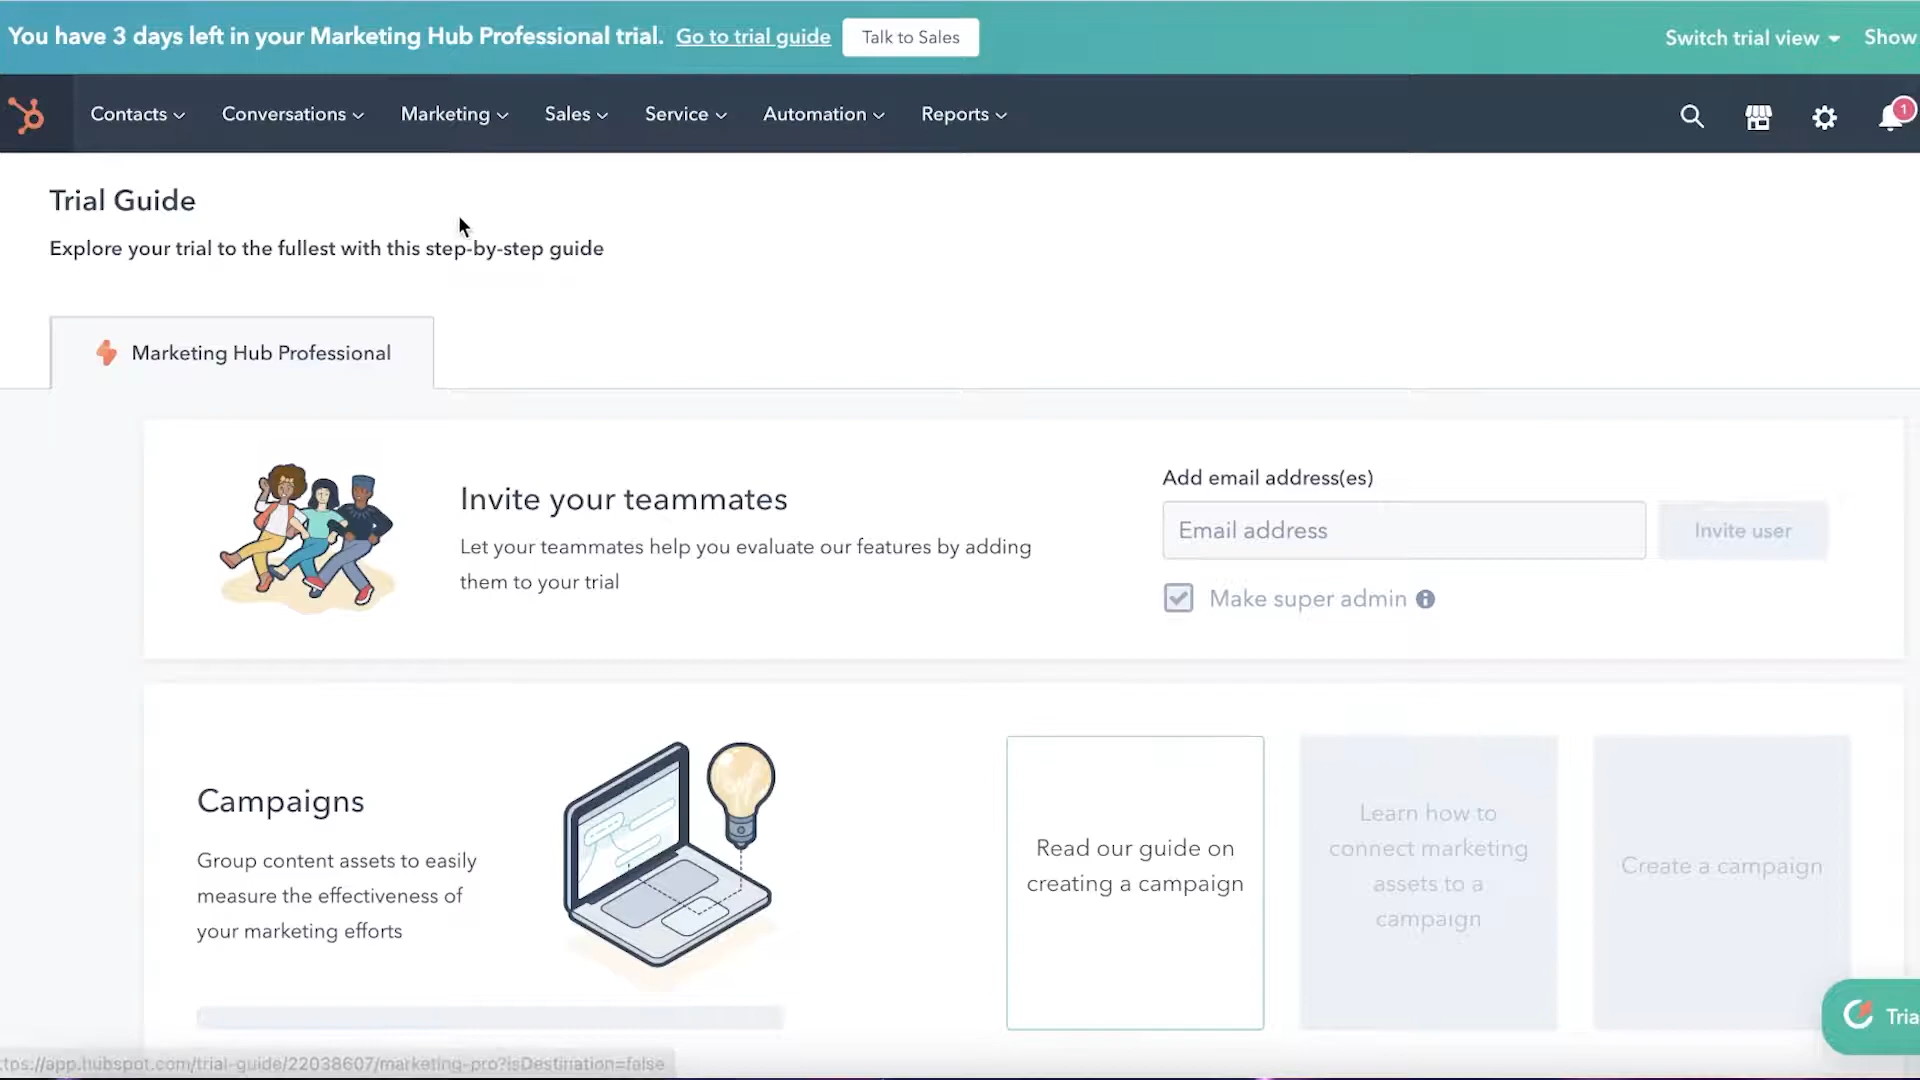 You have 3 days left in your Marketing Hub Professional trial. Go to trial guide Talk to Sales Switch trial view Show
Contacts Conversations Marketing Sales Service Automation Reports 1
Trial Guide
Explore your trial to the fullest with this step-by-step guide
Marketing Hub Professional
Invite your teammates
Let your teammates help you evaluate our features by adding
them to your trial
Add email address(es)
Email address Invite user
Make super admin
Campaigns
Group content assets to easily
measure the effectiveness of
your marketing efforts
Read our guide on
creating a campaign
Learn how to
connect marketing
assets to a
campaign
Create a campaign
Tria
tps://app.hubspot.com/trial-guide/22038607/marketing-pro?isDestination=false